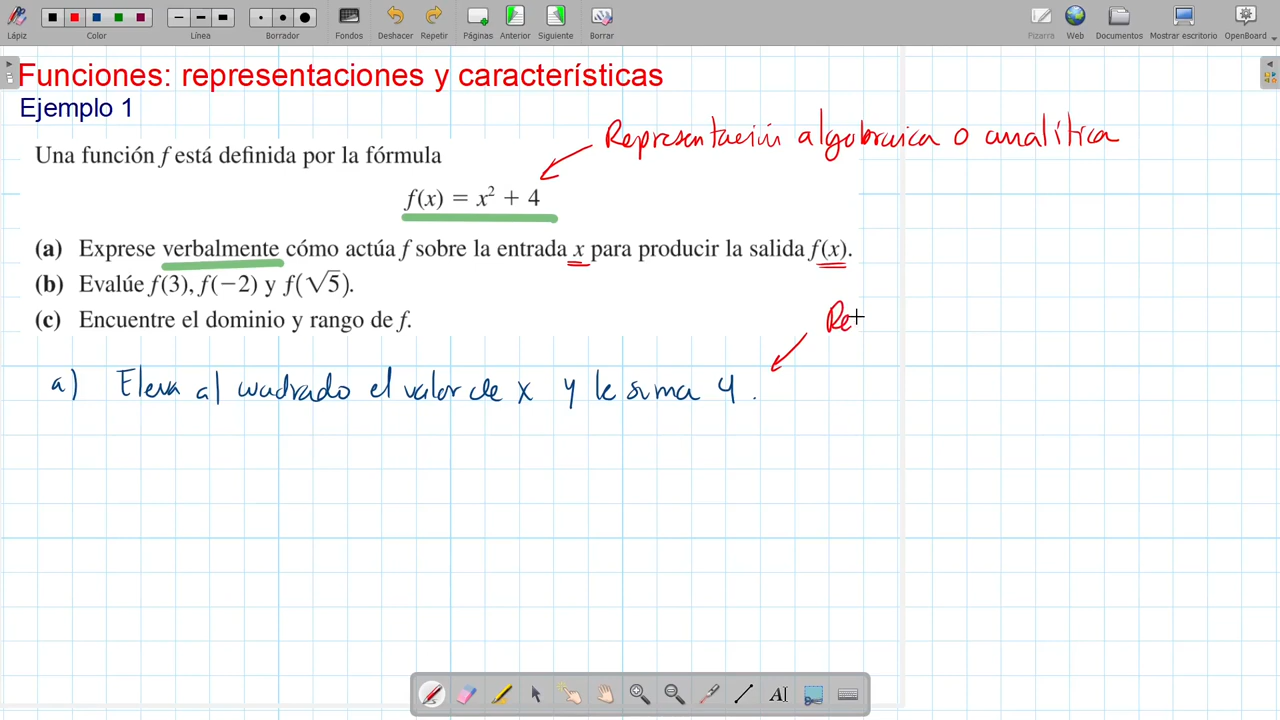 Lápiz Color Línea Borrador Fondos Deshacer Repetir Páginas Anterior Siguiente Borrar Pizarra Web Documentos Mostrar escritorio OpenBoard
Funciones: representaciones y características
Ejemplo 1
Representación algebraica o analítica
Una función f está definida por la fórmula
f(x) = x² + 4
(a) Exprese verbalmente cómo actúa f sobre la entrada x para producir la salida f(x).
(b) Evalúe f(3), f(−2) y f(√5).
(c) Encuentre el dominio y rango de f.
Re
a) Eleva al cuadrado el valor de x y le suma 4.